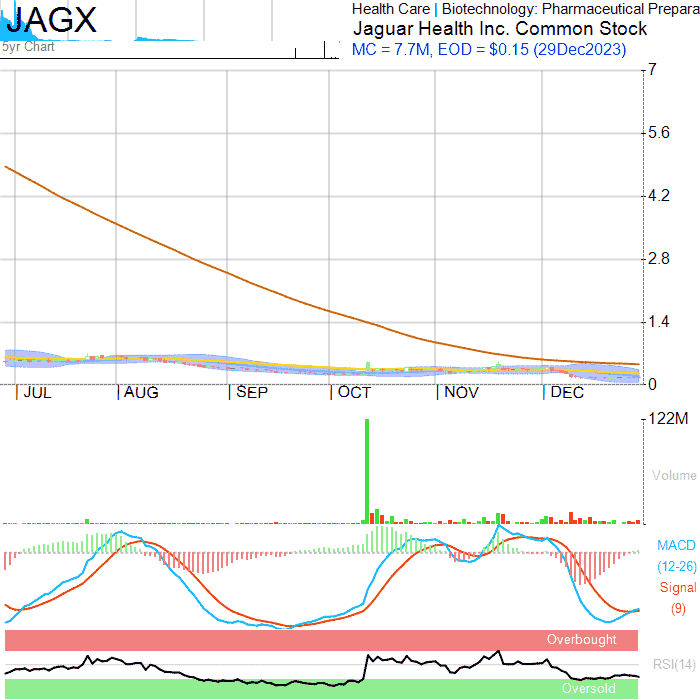 JAGX
Health Care | Biotechnology: Pharmaceutical Prepara
Jaguar Health Inc. Common Stock
5yr Chart
MC = 7.7M, EOD = $0.15 (29Dec2023)
7
5.6
4.2
2.8
1.4
0
JUL
AUG
SEP
OCT
NOV
DEC
122M
Volume
MACD
(12-26)
Signal
(9)
Overbought
RSI(14)
Oversold